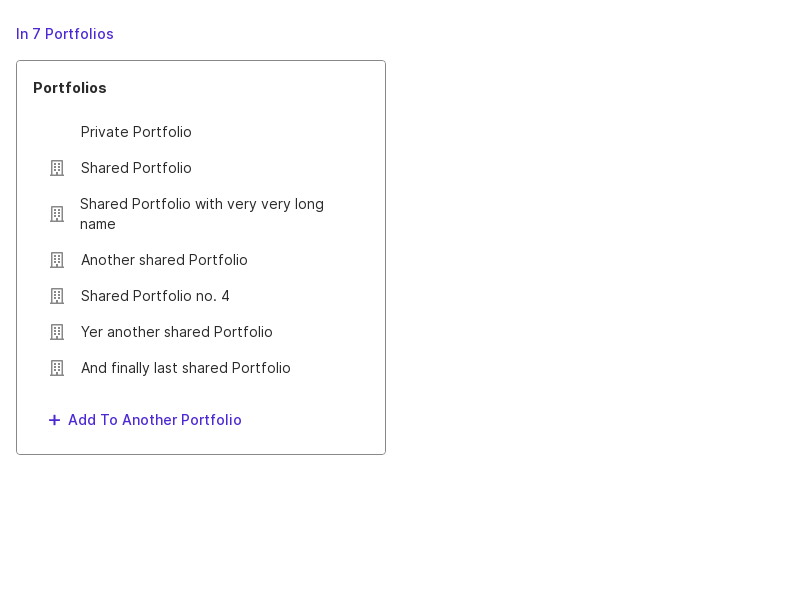 In 7 Portfolios
Portfolios
Private Portfolio
Shared Portfolio
Shared Portfolio with very very long
name
Another shared Portfolio
Shared Portfolio no. 4
Yer another shared Portfolio
And finally last shared Portfolio
Add To Another Portfolio